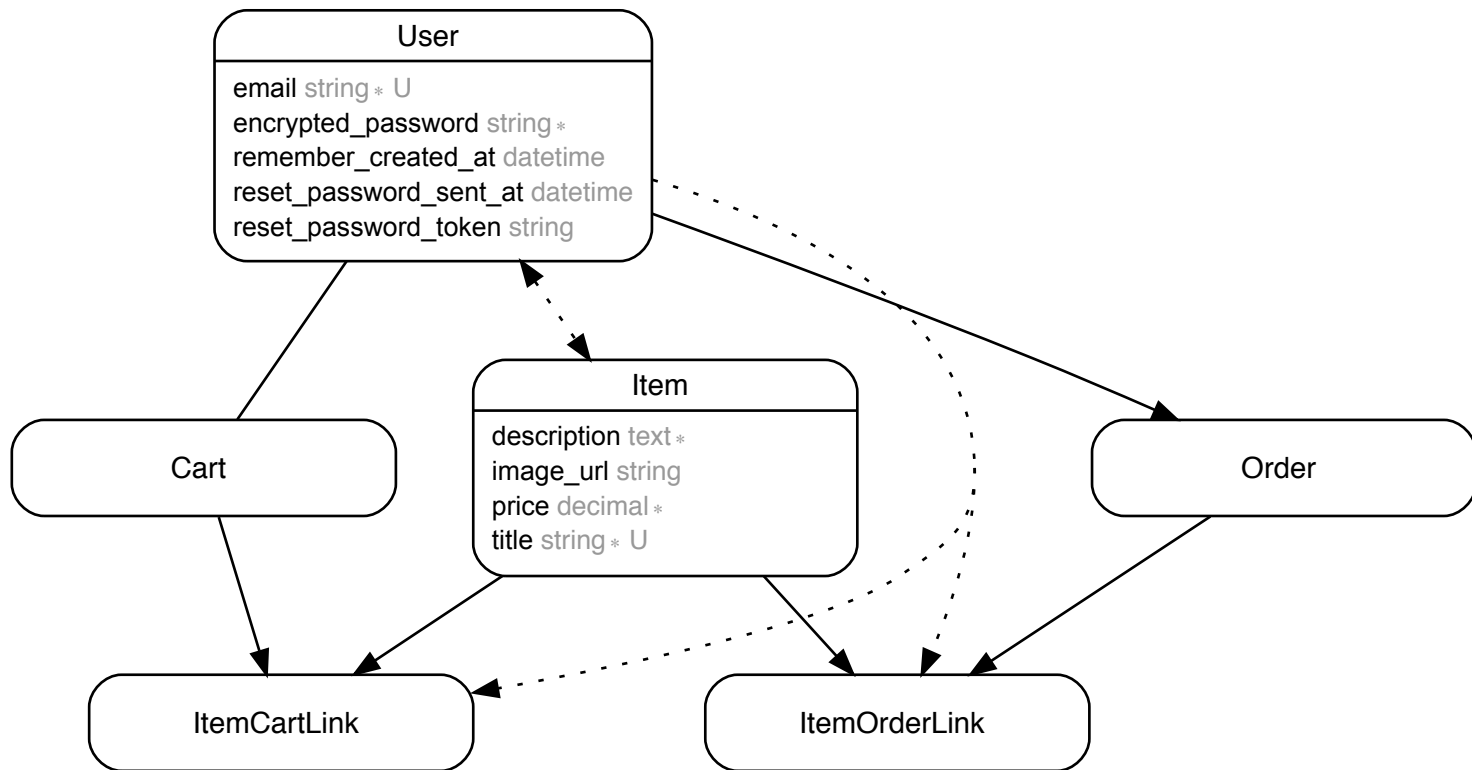 User
email string* U
encrypted_password string*
remember_created_at datetime
reset_password_sent_at datetime
reset_password_token string
Item
description text*
image_url string
price decimal*
title string* U
Cart
Order
ItemCartLink
ItemOrderLink